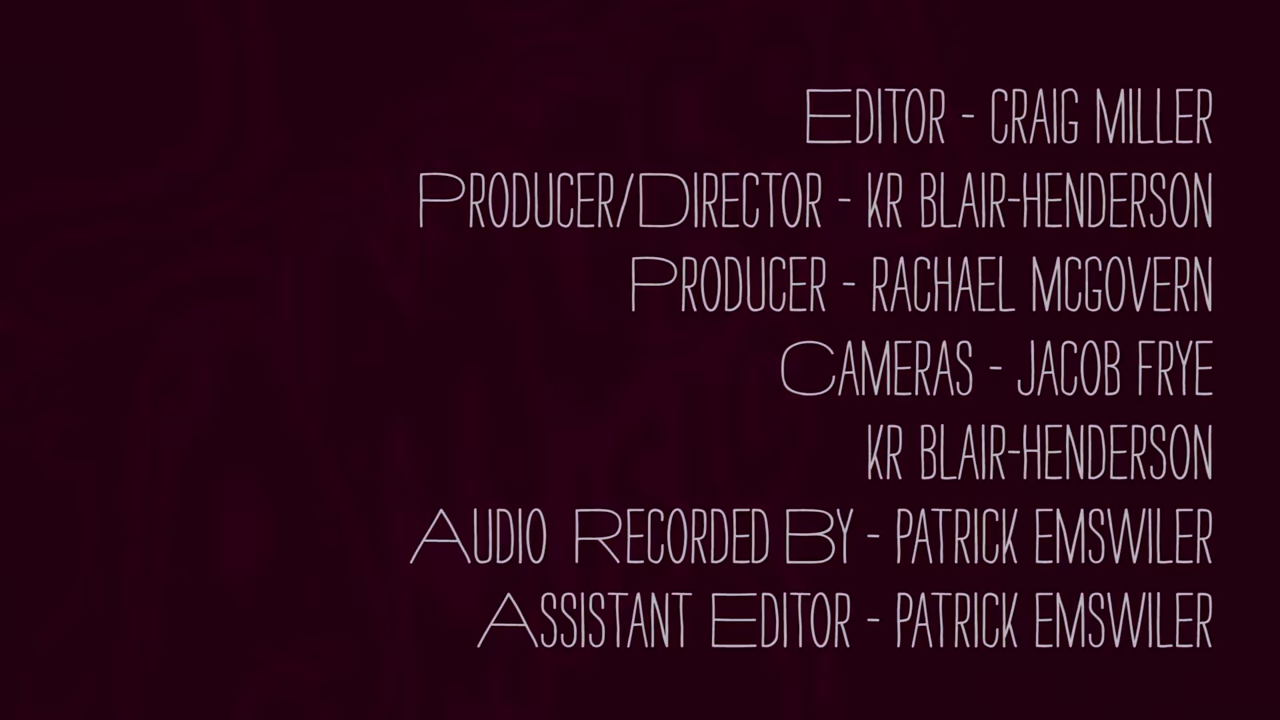 Editor - CRAIG MILLER
Producer/Director - KR BLAIR-HENDERSON
Producer - RACHAEL MCGOVERN
Cameras - JACOB FRYE
KR BLAIR-HENDERSON
Audio Recorded By - PATRICK EMSWILER
Assistant Editor - PATRICK EMSWILER